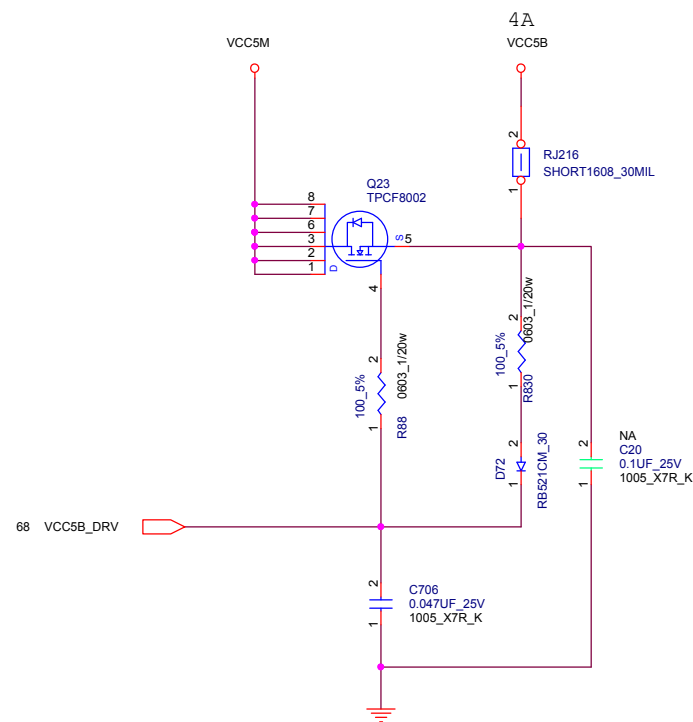 4A
VCC5M
VCC5B
2
1
RJ216
SHORT1608_30MIL
Q23
TPCF8002
8
7
6
3
2
1
D
S
5
4
2
1
100_5%
0603_1/20w
R88
2
1
100_5%
0603_1/20w
R830
2
1
D72
RB521CM_30
2
1
NA
C20
0.1UF_25V
1005_X7R_K
68 VCC5B_DRV
2
1
C706
0.047UF_25V
1005_X7R_K